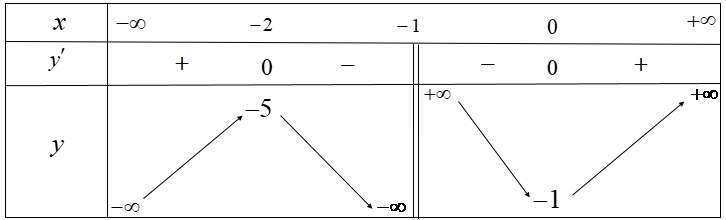 x −∞ −2 −1 0 +∞
y′ + 0 − − 0 +
+∞ +∞
−5
y
−1
−∞ −∞